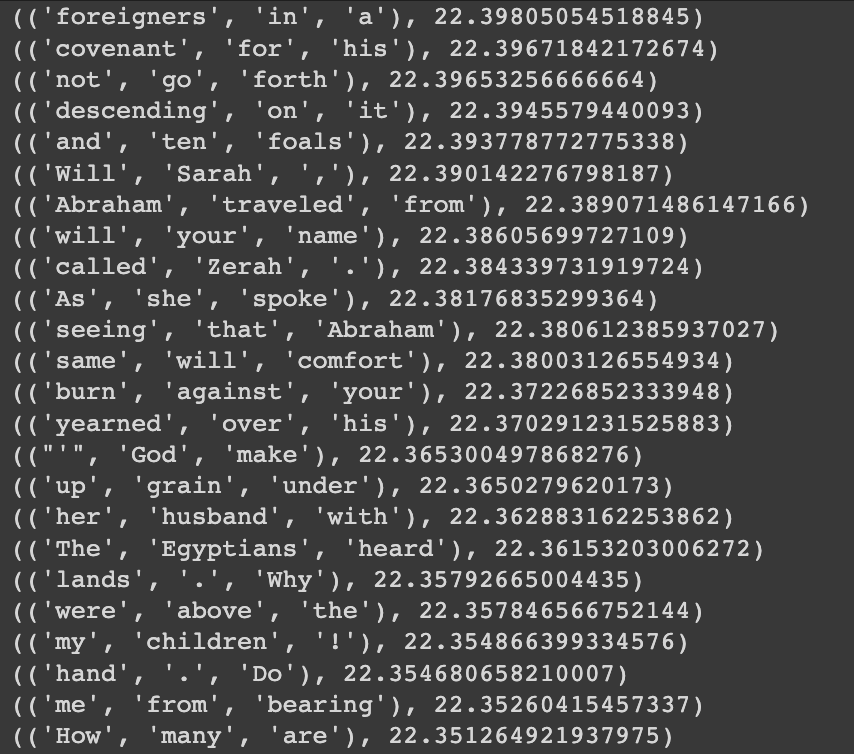 (('foreigners', 'in', 'a'), 22.39805054518845)
(('covenant', 'for', 'his'), 22.39671842172674)
(('not', 'go', 'forth'), 22.39653256666664)
(('descending', 'on', 'it'), 22.3945579440093)
(('and', 'ten', 'foals'), 22.393778772775338)
(('Will', 'Sarah', ','), 22.390142276798187)
(('Abraham', 'traveled', 'from'), 22.389071486147166)
(('will', 'your', 'name'), 22.38605699727109)
(('called', 'Zerah', '.'), 22.384339731919724)
(('As', 'she', 'spoke'), 22.38176835299364)
(('seeing', 'that', 'Abraham'), 22.380612385937027)
(('same', 'will', 'comfort'), 22.38003126554934)
(('burn', 'against', 'your'), 22.37226852333948)
(('yearned', 'over', 'his'), 22.370291231525883)
(("'", 'God', 'make'), 22.365300497868276)
(('up', 'grain', 'under'), 22.3650279620173)
(('her', 'husband', 'with'), 22.362883162253862)
(('The', 'Egyptians', 'heard'), 22.36153203006272)
(('lands', '.', 'Why'), 22.35792665004435)
(('were', 'above', 'the'), 22.357846566752144)
(('my', 'children', '!'), 22.354866399334576)
(('hand', '.', 'Do'), 22.354680658210007)
(('me', 'from', 'bearing'), 22.35260415457337)
(('How', 'many', 'are'), 22.351264921937975)